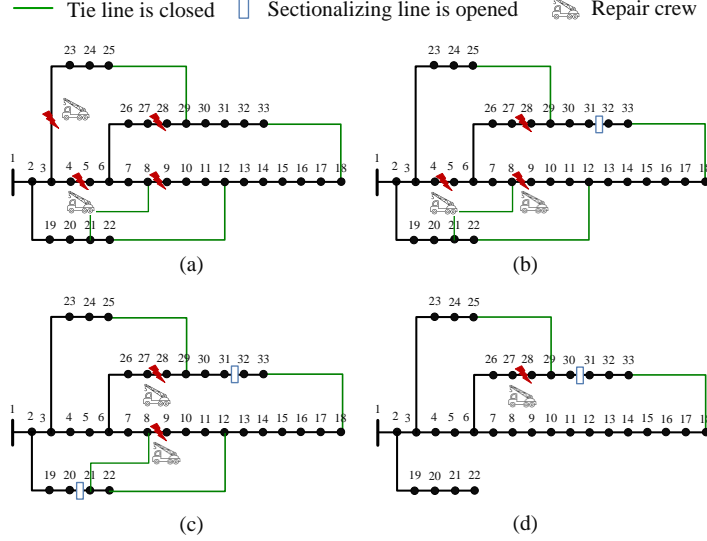 Tie line is closed Sectionalizing line is opened Repair crew
23 24 25 23 24 25
26 27 28 29 30 31 32 33 26 27 28 29 30 31 32 33
1 2 3 4 5 6 7 8 9 10 11 12 13 14 15 16 17 18 1 2 3 4 5 6 7 8 9 10 11 12 13 14 15 16 17 18
19 20 21 22 19 20 21 22
(a) (b)
23 24 25 23 24 25
26 27 28 29 30 31 32 33 26 27 28 29 30 31 32 33
1 2 3 4 5 6 7 8 9 10 11 12 13 14 15 16 17 18 1 2 3 4 5 6 7 8 9 10 11 12 13 14 15 16 17 18
19 20 21 22 19 20 21 22
(c) (d)